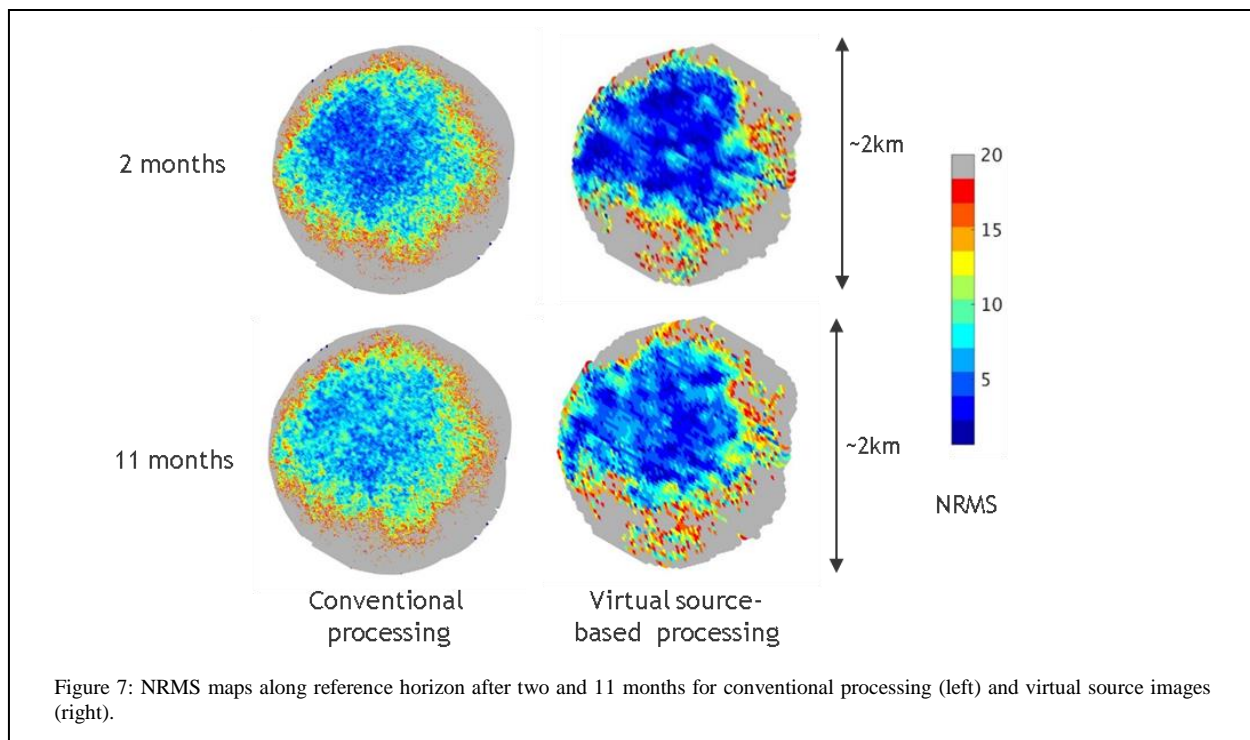 2 months
~2km
20
15
10
5
NRMS
11 months
~2km
Conventional
processing
Virtual source-
based processing
Figure 7: NRMS maps along reference horizon after two and 11 months for conventional processing (left) and virtual source images
(right).